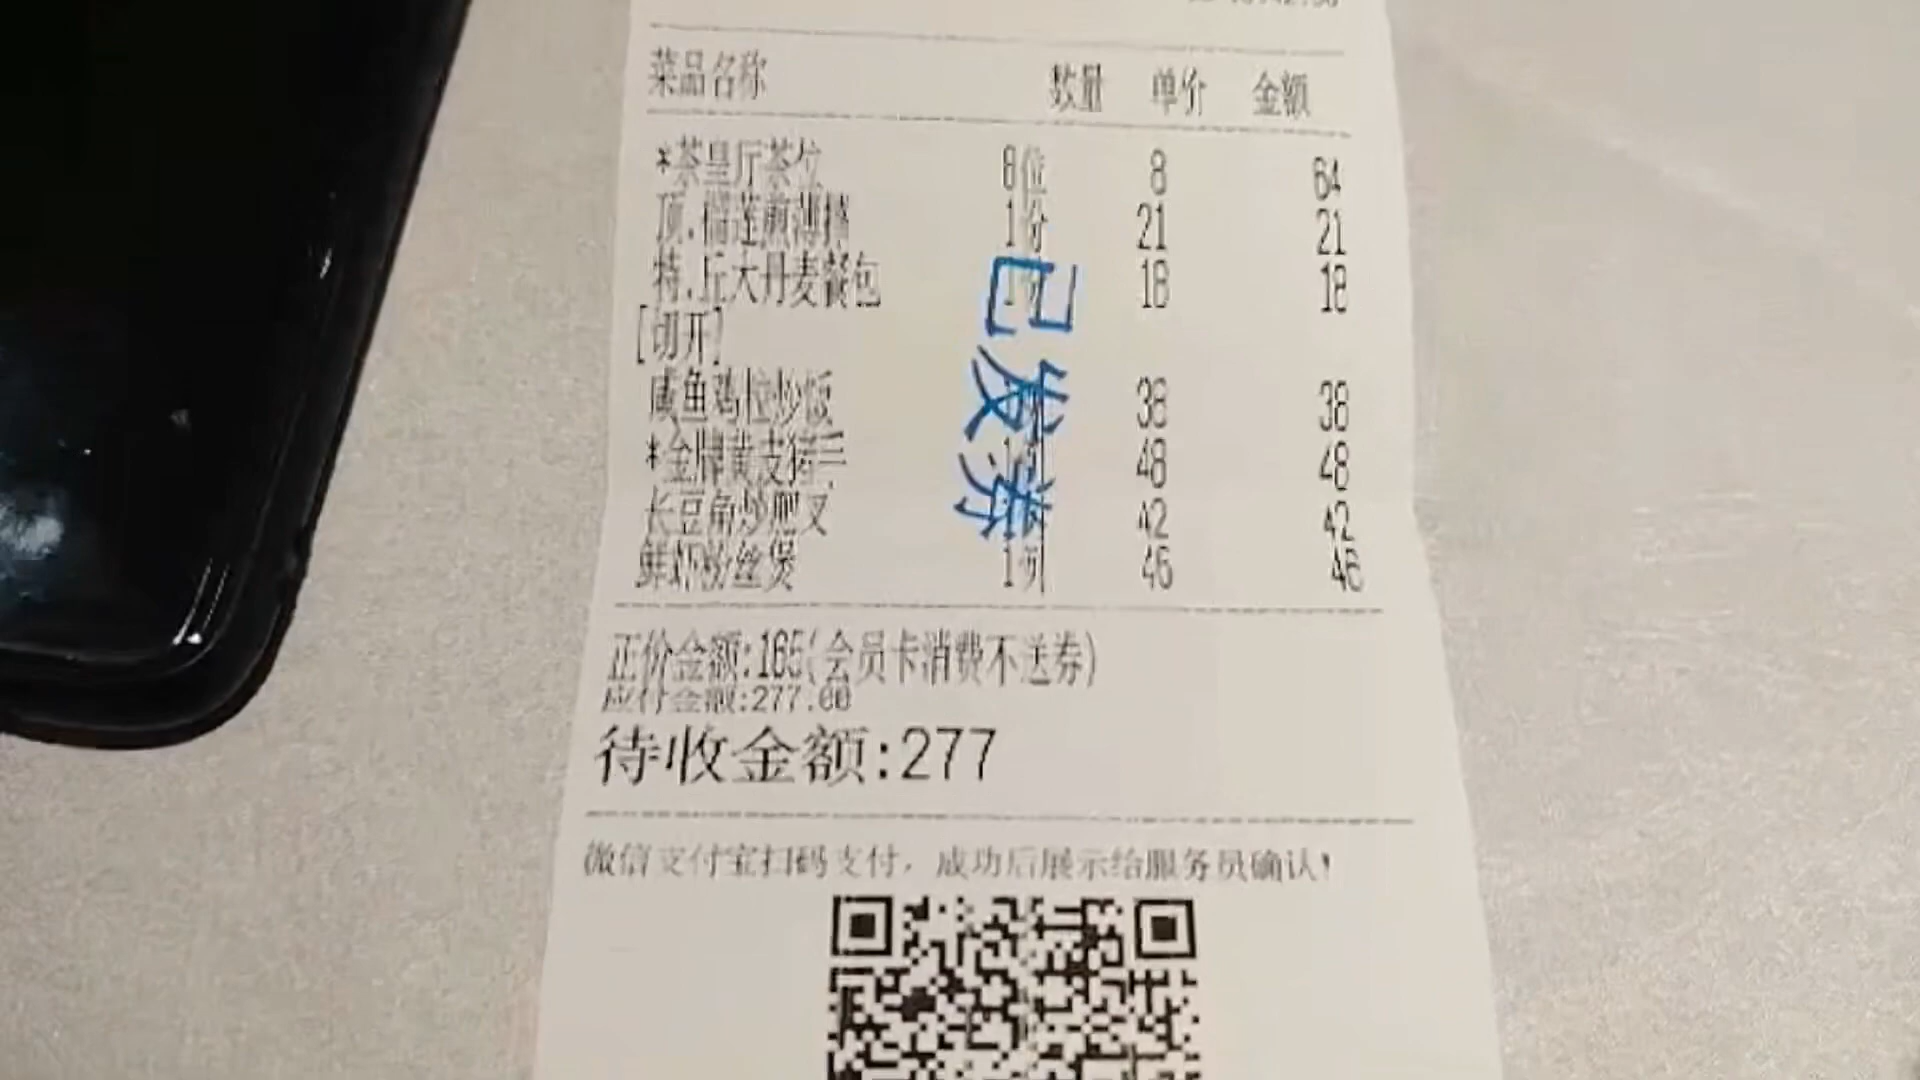 菜品名称 数量 单价 金额
*茶皇厅茶位 8位 8 64
顶.榴莲煎薄撑 1份 21 21
特.丘大丹麦餐包 18 18
[切开]
咸鱼鸡粒炒饭 38 38
*金牌黄皮猪手 48 48
长豆角炒爬叉 42 42
鲜虾粉丝煲 1例 46 46
已发券
正价金额:165(会员卡消费不送券)
应付金额:277.00
待收金额:277
微信支付宝扫码支付，成功后展示给服务员确认!